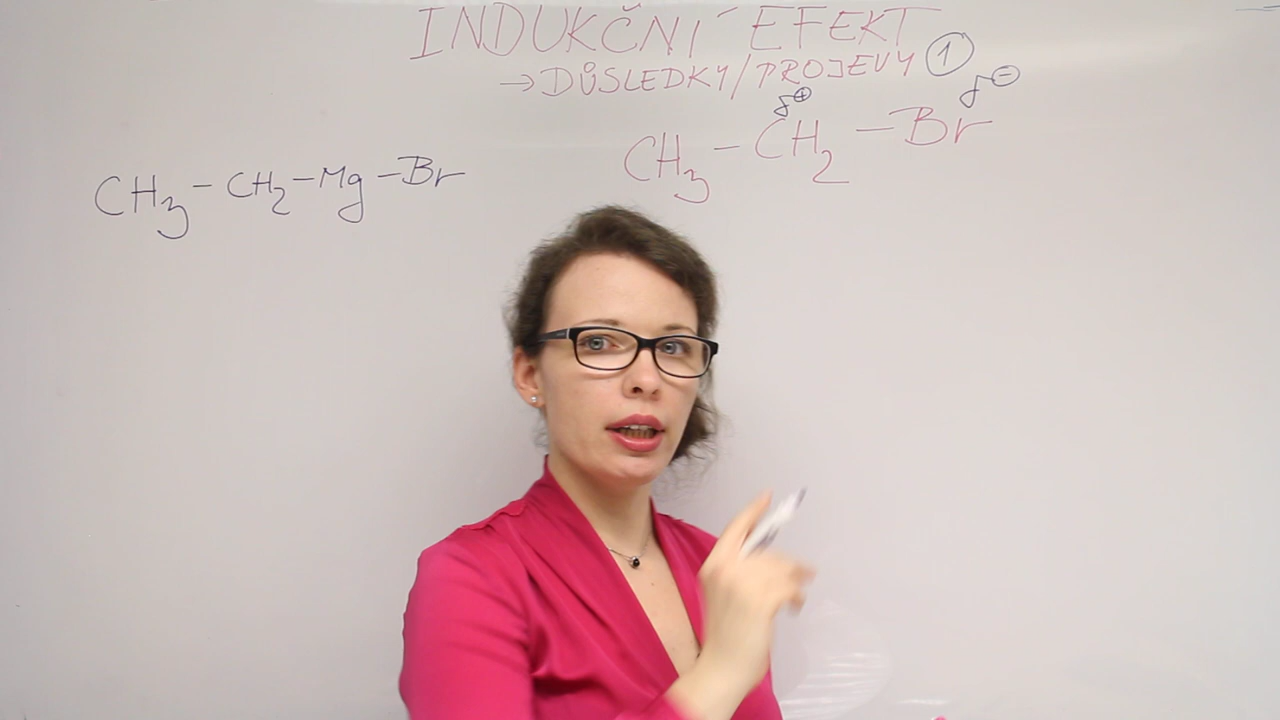 INDUKČNÍ EFEKT
→ DŮSLEDKY/PROJEVY ①
δ⊕ δ⊖
CH₃ – CH₂ – Br
CH₃ – CH₂ – Mg – Br